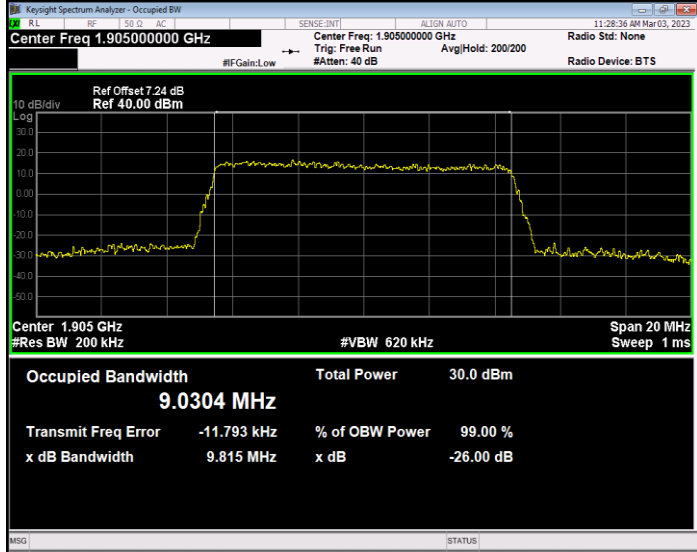 Keysight Spectrum Analyzer - Occupied BW
RL RF 50 Ω AC SENSE:INT ALIGN AUTO 11:28:36 AM Mar 03, 2023
Center Freq 1.905000000 GHz Center Freq: 1.905000000 GHz Radio Std: None
Trig: Free Run Avg|Hold: 200/200
#IFGain:Low #Atten: 40 dB Radio Device: BTS
Ref Offset 7.24 dB
10 dB/div Ref 40.00 dBm
Log
30.0
20.0
10.0
0.00
-10.0
-20.0
-30.0
-40.0
-50.0
Center 1.905 GHz Span 20 MHz
#Res BW 200 kHz #VBW 620 kHz Sweep 1 ms
Occupied Bandwidth Total Power 30.0 dBm
9.0304 MHz
Transmit Freq Error -11.793 kHz % of OBW Power 99.00 %
x dB Bandwidth 9.815 MHz x dB -26.00 dB
MSG STATUS